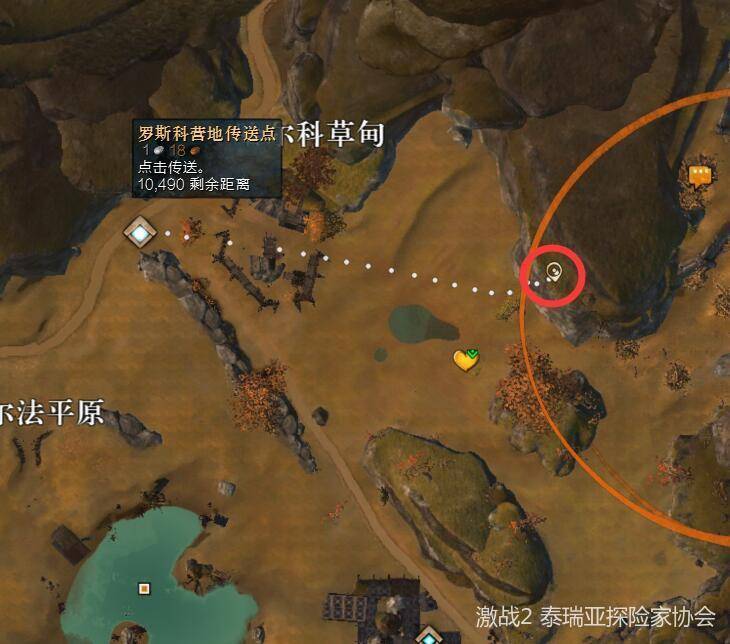 罗斯科营地传送点
1 18
点击传送。
10,490 剩余距离
尔科草甸
尔法平原
激战2 泰瑞亚探险家协会